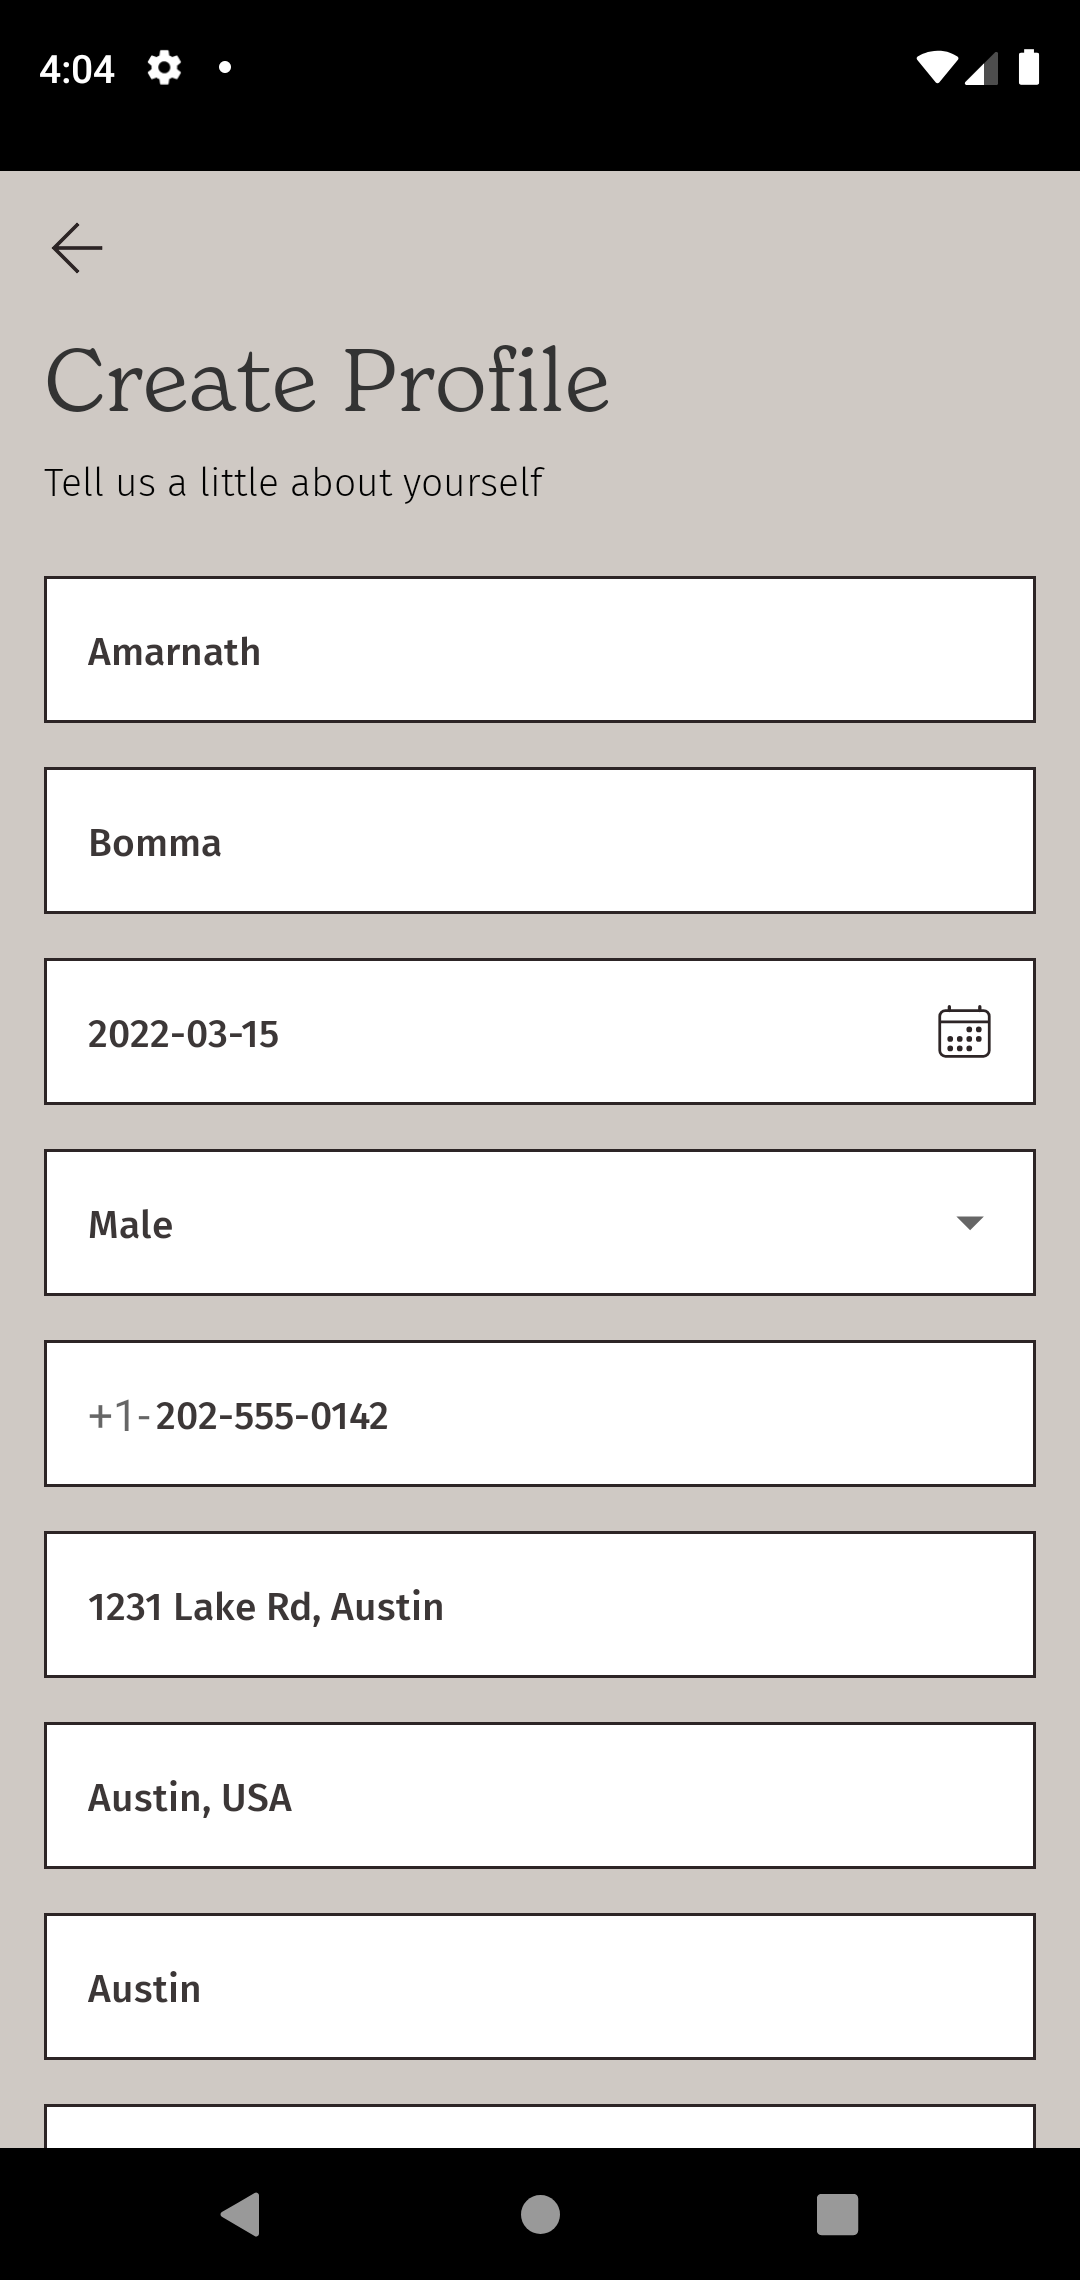 4:04
Create Profile
Tell us a little about yourself
Amarnath
Bomma
2022-03-15
Male
+1-202-555-0142
1231 Lake Rd, Austin
Austin, USA
Austin